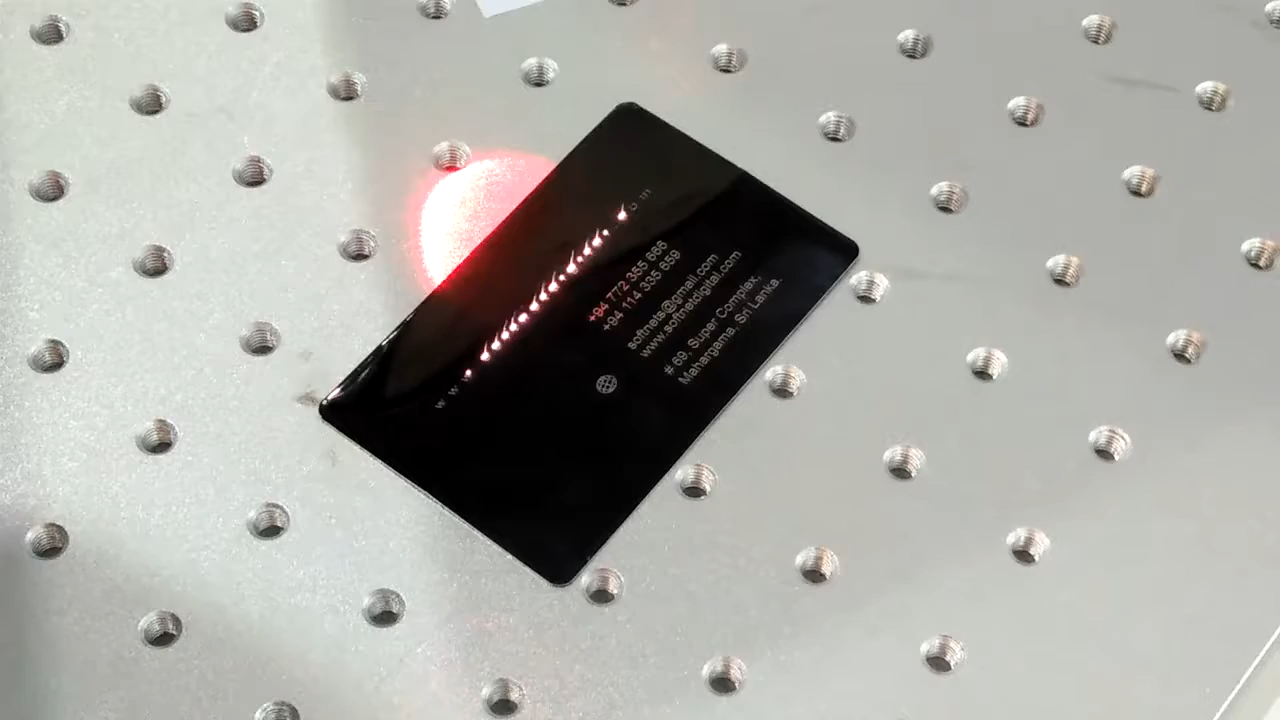 +94 772 355 666
+94 114 335 659
softnets@gmail.com
www.softnetdigital.com
# 69, Super Complex,
Mahargama, Sri Lanka.